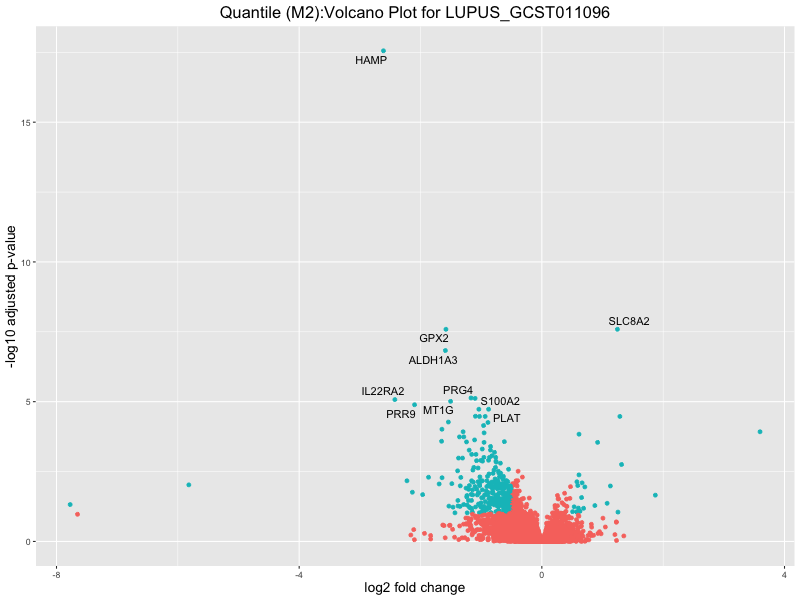 Quantile (M2):Volcano Plot for LUPUS_GCST011096
HAMP
15
10
-log10 adjusted p-value
SLC8A2
GPX2
ALDH1A3
IL22RA2
PRG4
5
S100A2
MT1G
PRR9
PLAT
0
-8
-4
0
4
log2 fold change